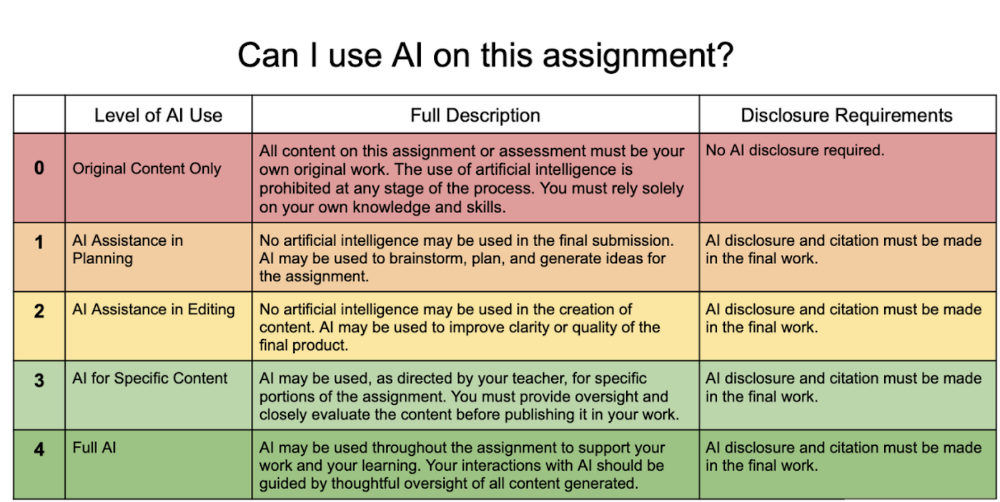 Can I use AI on this assignment?
Level of AI Use
Full Description
Disclosure Requirements
0
Original Content Only
All content on this assignment or assessment must be your
own original work. The use of artificial intelligence is
prohibited at any stage of the process. You must rely solely
on your own knowledge and skills.
No AI disclosure required.
1
AI Assistance in
Planning
No artificial intelligence may be used in the final submission.
AI may be used to brainstorm, plan, and generate ideas for
the assignment.
AI disclosure and citation must be made
in the final work.
2
AI Assistance in Editing
No artificial intelligence may be used in the creation of
content. AI may be used to improve clarity or quality of the
final product.
AI disclosure and citation must be made
in the final work.
3
AI for Specific Content
AI may be used, as directed by your teacher, for specific
portions of the assignment. You must provide oversight and
closely evaluate the content before publishing it in your work.
AI disclosure and citation must be made
in the final work.
4
Full AI
AI may be used throughout the assignment to support your
work and your learning. Your interactions with AI should be
guided by thoughtful oversight of all content generated.
AI disclosure and citation must be made
in the final work.